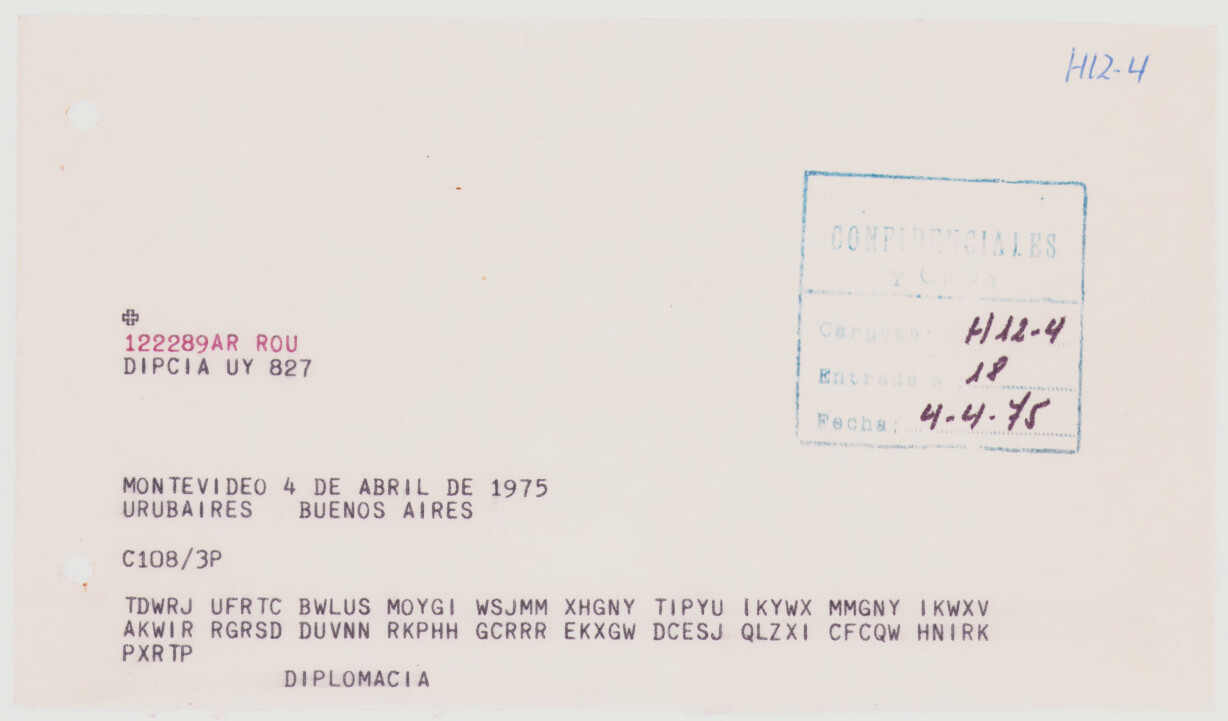 H12-4
CONFIDENCIALES
Y
Carpeta: H12-4
Entrada N 18
Fecha: 4-4-75
122289AR ROU
DIPCIA UY 827
MONTEVIDEO 4 DE ABRIL DE 1975
URUBAIRES BUENOS AIRES
C108/3P
TDWRJ UFRTC BWLUS MOYGI WSJMM XHGNY TIPYU IKYWX MMGNY IKWXV
AKWIR RGRSD DUVNN RKPHH GCRRR EKXGW DCESJ QLZXI CFCQW HNIRK
PXRTP
DIPLOMACIA